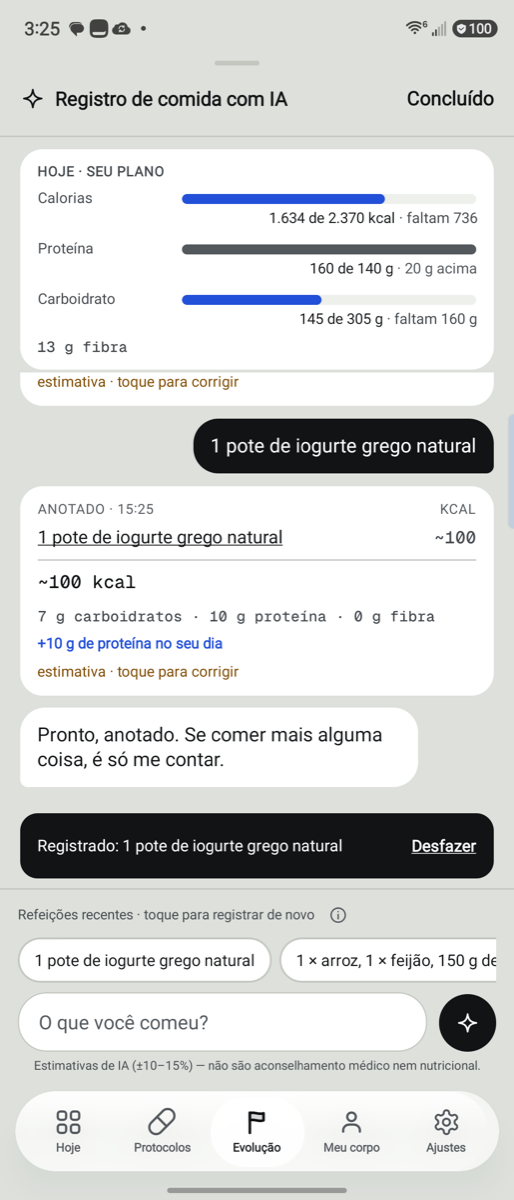 3:25
6
100
Registro de comida com IA
Concluído
HOJE · SEU PLANO
Calorias
1.634 de 2.370 kcal · faltam 736
Proteína
160 de 140 g · 20 g acima
Carboidrato
145 de 305 g · faltam 160 g
13 g fibra
estimativa · toque para corrigir
1 pote de iogurte grego natural
ANOTADO · 15:25
KCAL
1 pote de iogurte grego natural
~100
~100 kcal
7 g carboidratos · 10 g proteína · 0 g fibra
+10 g de proteína no seu dia
estimativa · toque para corrigir
Pronto, anotado. Se comer mais alguma
coisa, é só me contar.
Registrado: 1 pote de iogurte grego natural
Desfazer
Refeições recentes · toque para registrar de novo
1 pote de iogurte grego natural
1 × arroz, 1 × feijão, 150 g de
O que você comeu?
Estimativas de IA (±10–15%) — não são aconselhamento médico nem nutricional.
Hoje
Protocolos
Evolução
Meu corpo
Ajustes